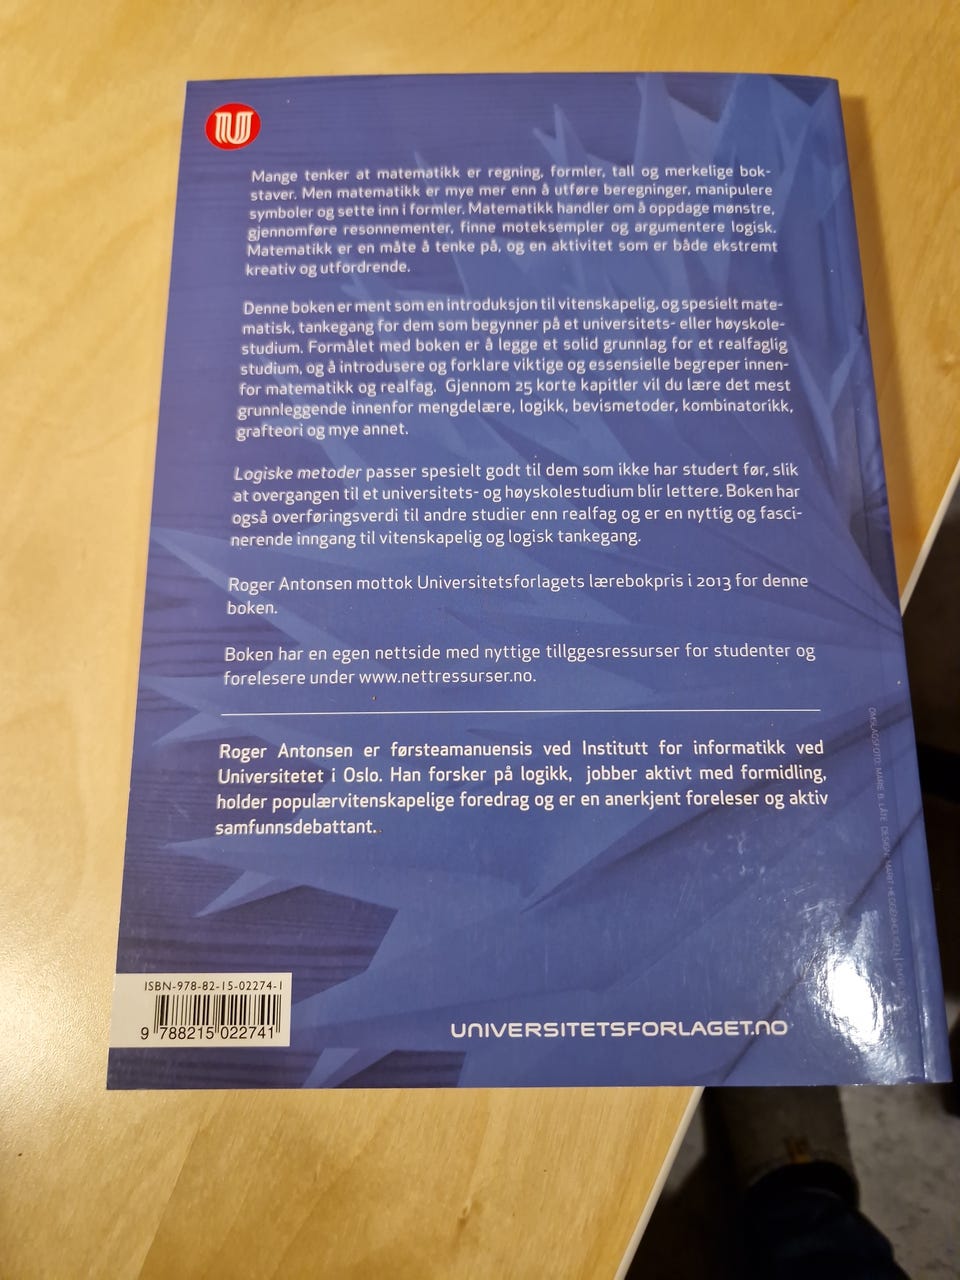 U
Mange tenker at matematikk er regning, formler, tall og merkelige bok-
staver. Men matematikk er mye mer enn å utføre beregninger, manipulere
symboler og sette inn i formler. Matematikk handler om å oppdage mønstre,
gjennomføre resonnementer, finne moteksempler og argumentere logisk.
Matematikk er en måte å tenke på, og en aktivitet som er både ekstremt
kreativ og utfordrende.
Denne boken er ment som en introduksjon til vitenskapelig, og spesielt mate-
matisk, tankegang for dem som begynner på et universitets- eller høyskole-
studium. Formålet med boken er å legge et solid grunnlag for et realfaglig
studium, og å introdusere og forklare viktige og essensielle begreper innen-
for matematikk og realfag. Gjennom 25 korte kapitler vil du lære det mest
grunnleggende innenfor mengdelære, logikk, bevismetoder, kombinatorikk,
grafteori og mye annet.
Logiske metoder passer spesielt godt til dem som ikke har studert før, slik
at overgangen til et universitets- og høyskolestudium blir lettere. Boken har
også overføringsverdi til andre studier enn realfag og er en nyttig og fasci-
nerende inngang til vitenskapelig og logisk tankegang.
Roger Antonsen mottok Universitetsforlagets lærebokpris i 2013 for denne
boken.
Boken har en egen nettside med nyttige tillggesressurser for studenter og
forelesere under www.nettressurser.no.
Roger Antonsen er førsteamanuensis ved Institutt for informatikk ved
Universitetet i Oslo. Han forsker på logikk, jobber aktivt med formidling,
holder populærvitenskapelige foredrag og er en anerkjent foreleser og aktiv
samfunnsdebattant.
OMSLAGSFOTO: MARE B. LÅTE DESIGN: MARIT
ISBN-978-82-15-02274-1
9 788215 022741
UNIVERSITETSFORLAGET.NO